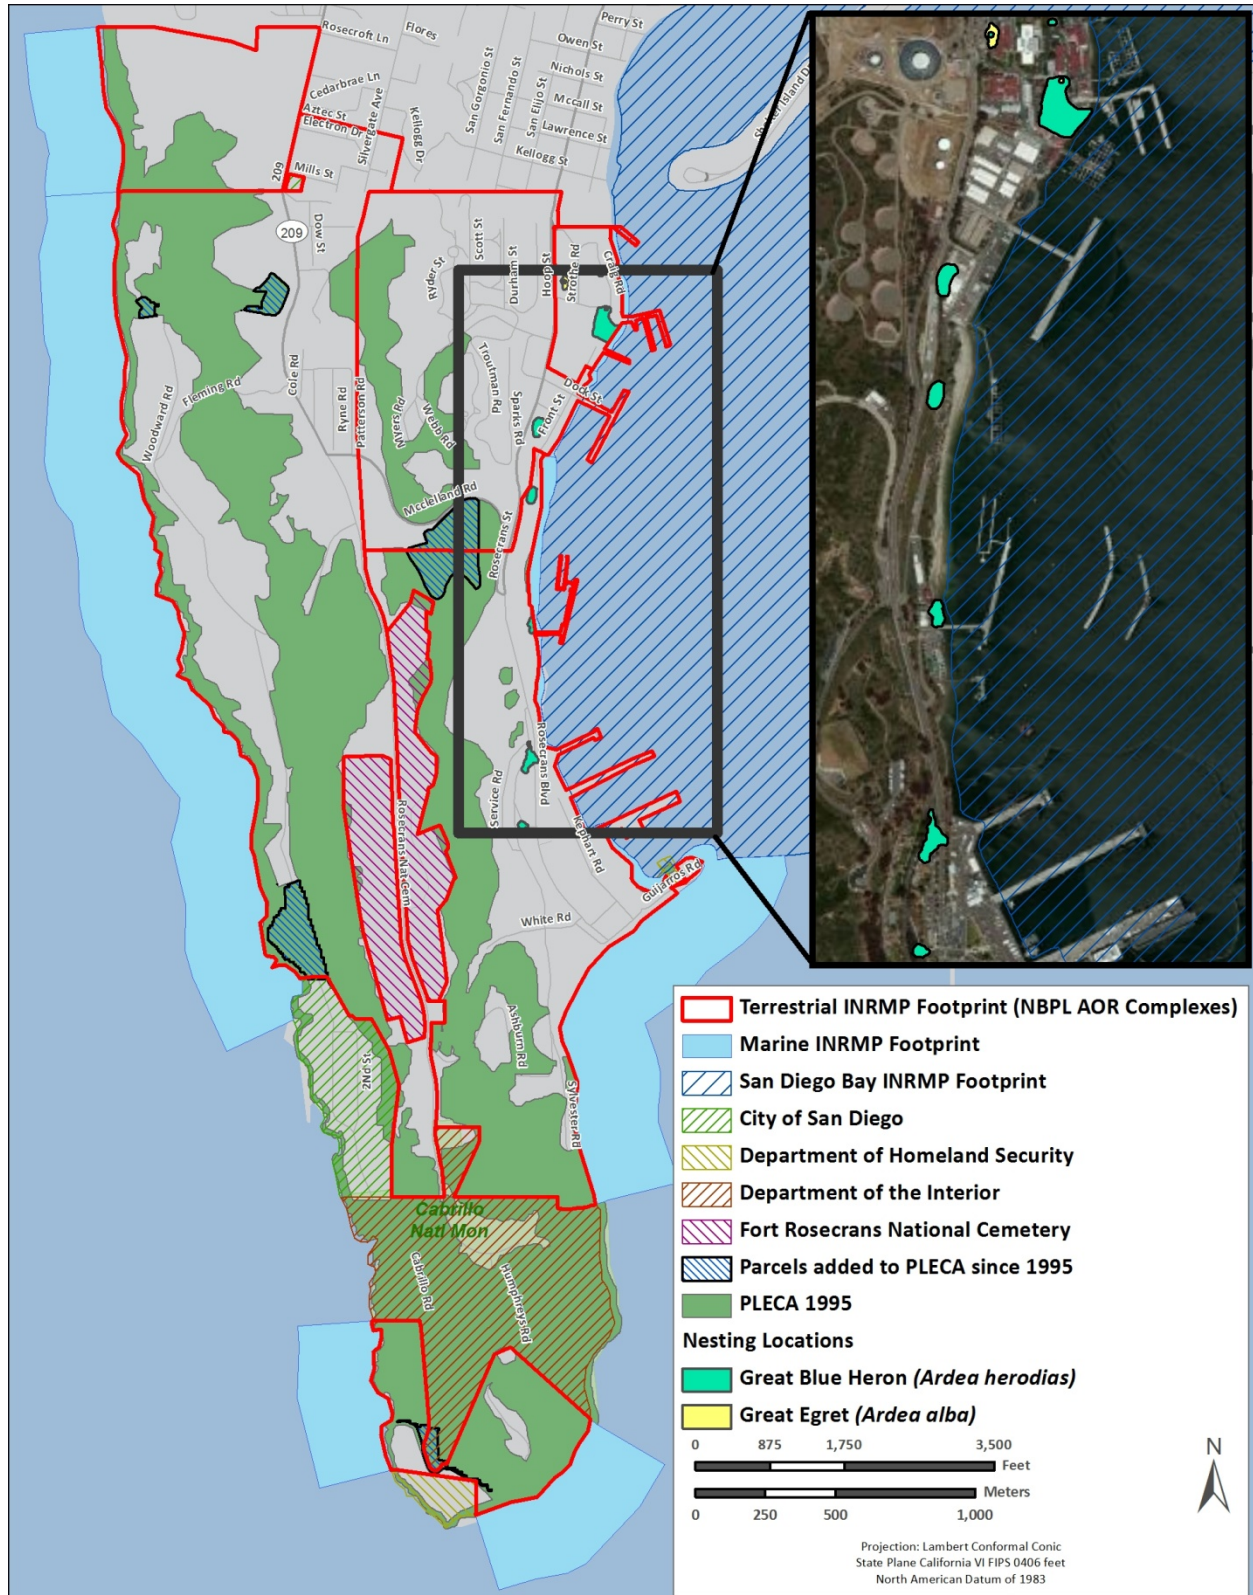 Perry St
Rosecroft Ln
Flores
Owen St
Nichols St
Shelter Island D
Cedarbrae Ln
San Gorgonio St
San Fernando St
San Elijo St
Mccall St
Aztec St
Electron Dr
Silvergate Ave
Kellogg Dr
Lawrence St
Kellogg St
209
Mills St
209
Dow St
Scott St
Ryder St
Durham St
Hoop St
Strothe Rd
Craig Rd
Woodward Rd
Fleming Rd
Cole Rd
Ryne Rd
Patterson Rd
Myers Rd
Webb Rd
Troutman Rd
Sparks Rd
Front St
Dock St
Mcclelland Rd
Rosecrans St
Rosecrans Blvd
Service Rd
Kephart Rd
Rosecrans Nat Cem
Guijarros Rd
White Rd
Ashburn Rd
2Nd St
Sylvester Rd
Cabrillo
Natl Mon
Cabrillo Rd
Humphreys Rd
Terrestrial INRMP Footprint (NBPL AOR Complexes)
Marine INRMP Footprint
San Diego Bay INRMP Footprint
City of San Diego
Department of Homeland Security
Department of the Interior
Fort Rosecrans National Cemetery
Parcels added to PLECA since 1995
PLECA 1995
Nesting Locations
Great Blue Heron (Ardea herodias)
Great Egret (Ardea alba)
0 875 1,750 3,500
Feet
Meters
0 250 500 1,000
N
Projection: Lambert Conformal Conic
State Plane California VI FIPS 0406 feet
North American Datum of 1983